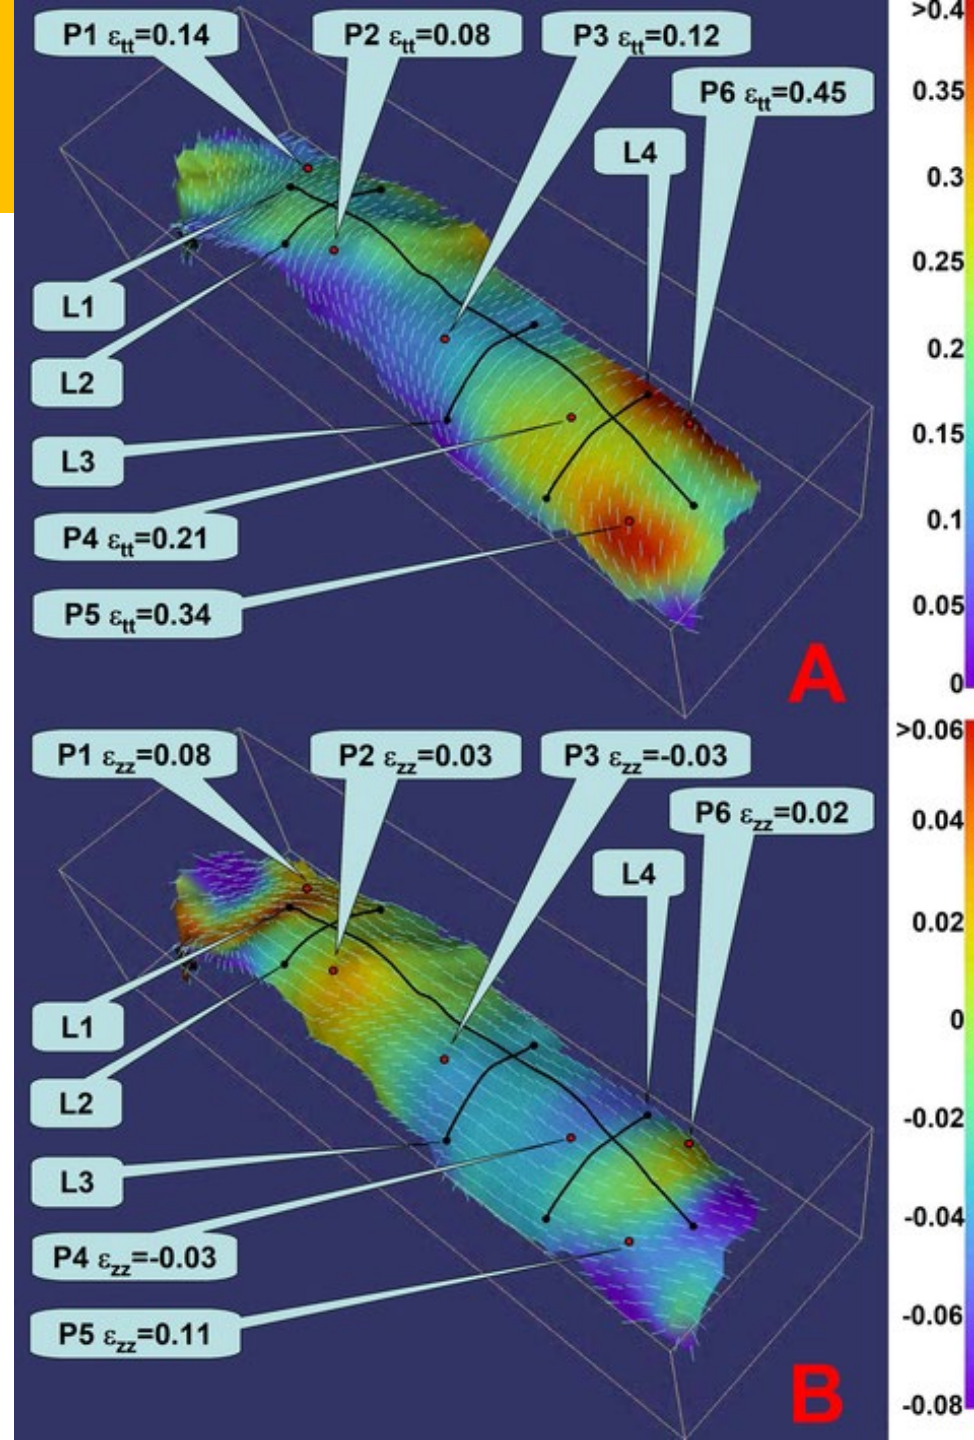 P1 εtt=0.14
P2 εtt=0.08
P3 εtt=0.12
P6 εtt=0.45
L4
L1
L2
L3
P4 εtt=0.21
P5 εtt=0.34
A
>0.4
0.35
0.3
0.25
0.2
0.15
0.1
0.05
0
P1 εzz=0.08
P2 εzz=0.03
P3 εzz=-0.03
P6 εzz=0.02
L4
L1
L2
L3
P4 εzz=-0.03
P5 εzz=0.11
B
>0.06
0.04
0.02
0
-0.02
-0.04
-0.06
-0.08